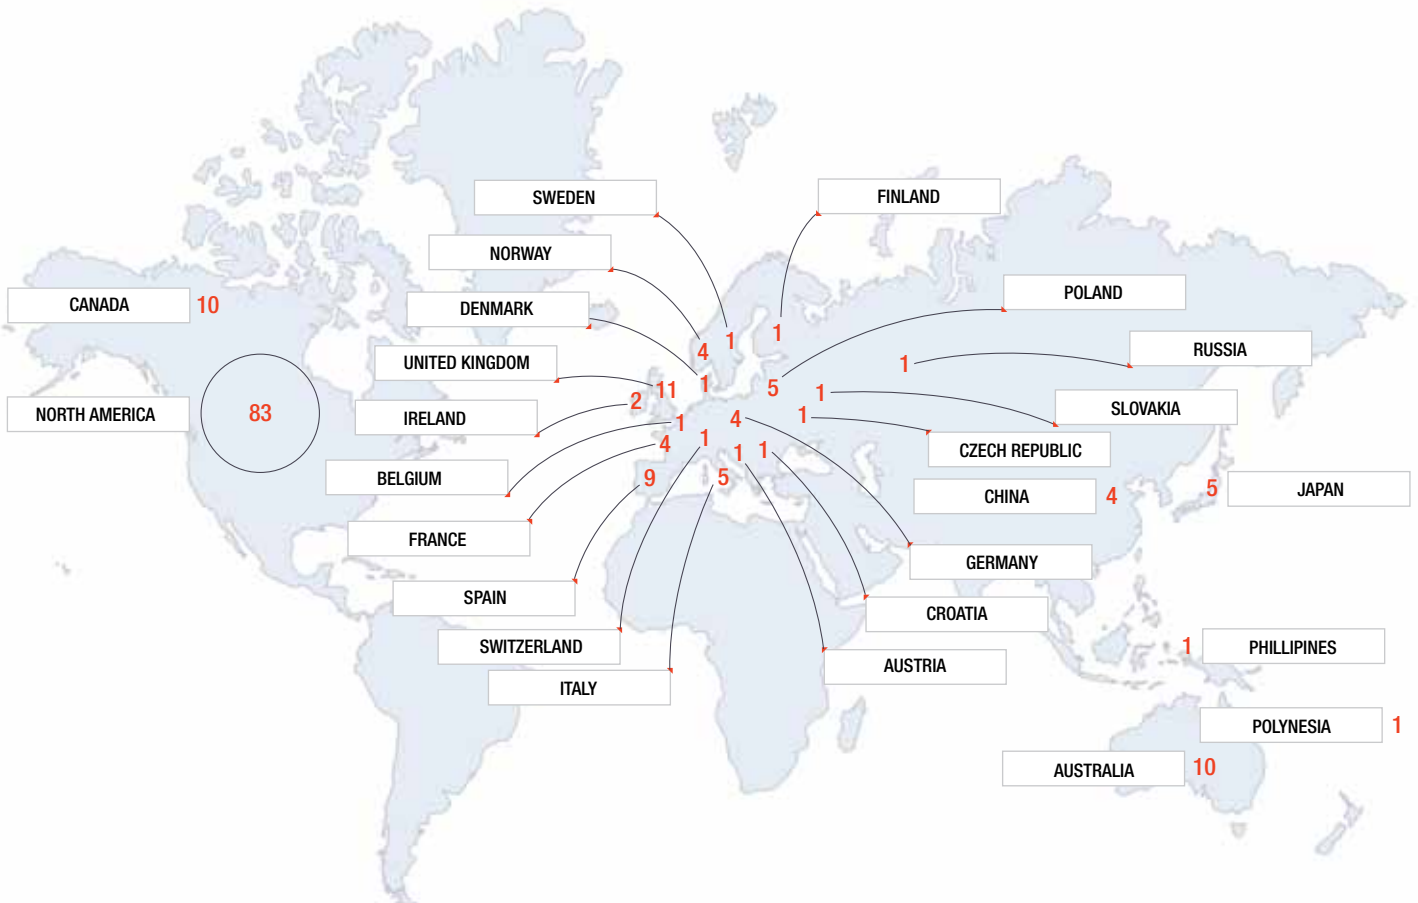 SWEDEN
FINLAND
NORWAY
POLAND
CANADA 10
DENMARK
1
1
4
RUSSIA
1
UNITED KINGDOM
11
1
5
1
SLOVAKIA
NORTH AMERICA 83
IRELAND
2
1
4
1
CZECH REPUBLIC
BELGIUM
4
1
1
1
9
5
CHINA 4
5 JAPAN
FRANCE
GERMANY
SPAIN
CROATIA
SWITZERLAND
1 PHILLIPINES
AUSTRIA
ITALY
POLYNESIA 1
AUSTRALIA 10